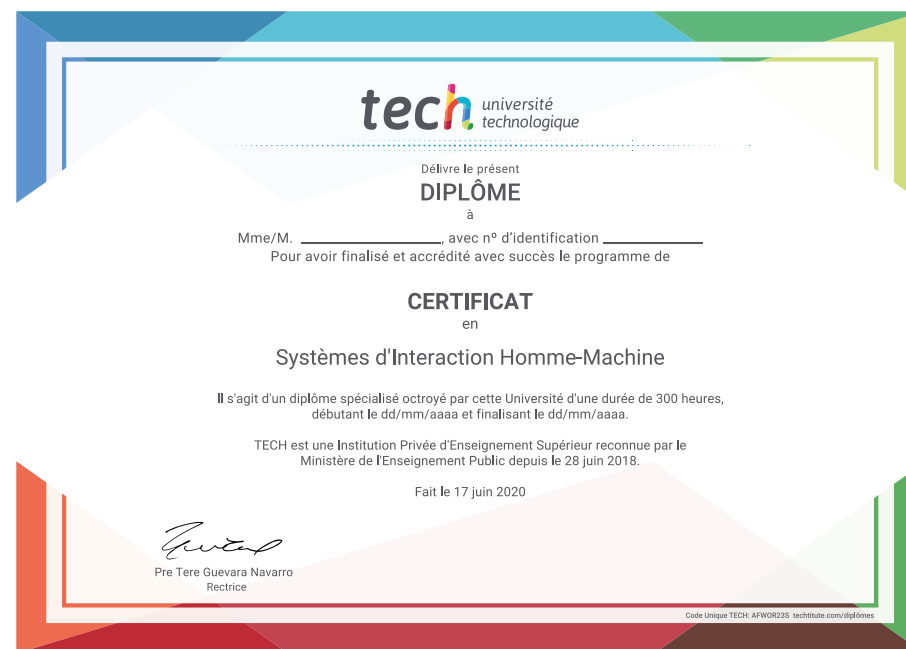 tech université
technologique
Délivre le présent
DIPLÔME
à
Mme/M. ____________________, avec nº d'identification ______________
Pour avoir finalisé et accrédité avec succès le programme de
CERTIFICAT
en
Systèmes d'Interaction Homme-Machine
Il s'agit d'un diplôme spécialisé octroyé par cette Université d'une durée de 300 heures,
débutant le dd/mm/aaaa et finalisant le dd/mm/aaaa.
TECH est une Institution Privée d'Enseignement Supérieur reconnue par le
Ministère de l'Enseignement Public depuis le 28 juin 2018.
Fait le 17 juin 2020
Pre Tere Guevara Navarro
Rectrice
Code Unique TECH: AFWOR23S techtitute.com/diplômes